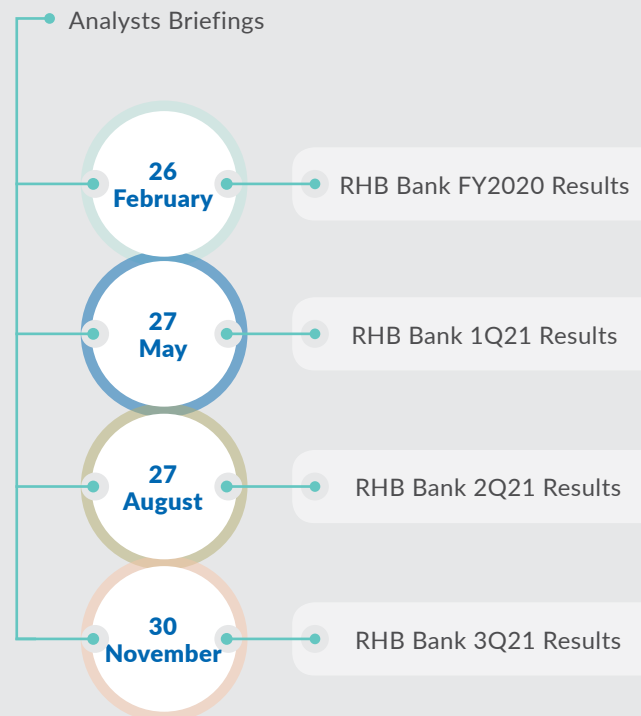 Analysts Briefings
26
February
RHB Bank FY2020 Results
27
May
RHB Bank 1Q21 Results
27
August
RHB Bank 2Q21 Results
30
November
RHB Bank 3Q21 Results